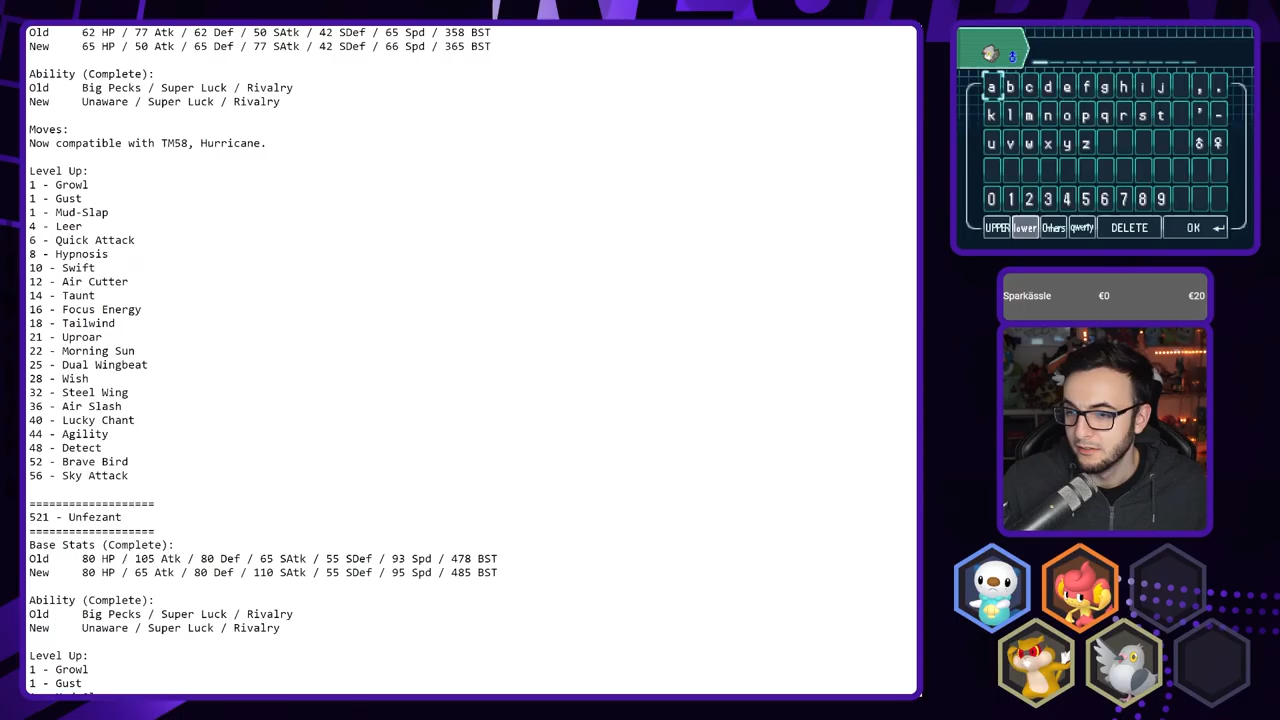 Old 62 HP / 77 Atk / 62 Def / 50 SAtk / 42 SDef / 65 Spd / 358 BST
New 65 HP / 50 Atk / 65 Def / 77 SAtk / 42 SDef / 66 Spd / 365 BST
Ability (Complete):
Old Big Pecks / Super Luck / Rivalry
New Unaware / Super Luck / Rivalry
Moves:
Now compatible with TM58, Hurricane.
Level Up:
1 - Growl
1 - Gust
1 - Mud-Slap
4 - Leer
6 - Quick Attack
8 - Hypnosis
10 - Swift
12 - Air Cutter
14 - Taunt
16 - Focus Energy
18 - Tailwind
21 - Uproar
22 - Morning Sun
25 - Dual Wingbeat
28 - Wish
32 - Steel Wing
36 - Air Slash
40 - Lucky Chant
44 - Agility
48 - Detect
52 - Brave Bird
56 - Sky Attack
===================
521 - Unfezant
===================
Base Stats (Complete):
Old 80 HP / 105 Atk / 80 Def / 65 SAtk / 55 SDef / 93 Spd / 478 BST
New 80 HP / 65 Atk / 80 Def / 110 SAtk / 55 SDef / 95 Spd / 485 BST
Ability (Complete):
Old Big Pecks / Super Luck / Rivalry
New Unaware / Super Luck / Rivalry
Level Up:
1 - Growl
1 - Gust
a b c d e f g h i j , .
k l m n o p q r s t ' -
u v w x y z ♂ ♀
0 1 2 3 4 5 6 7 8 9
UPPER lower Others qwerty DELETE OK
Sparkässle €0 €20